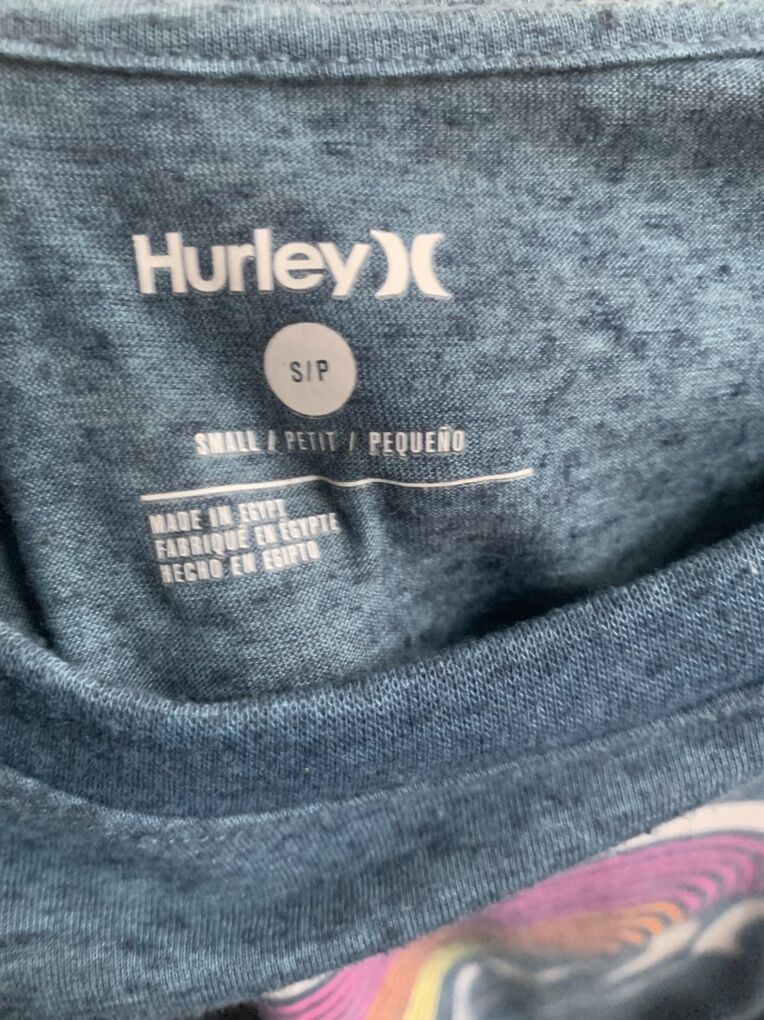 Hurley
S/P
SMALL / PETIT / PEQUEÑO
MADE IN EGYPT
FABRIQUÉ EN ÉGYPTE
HECHO EN EGIPTO